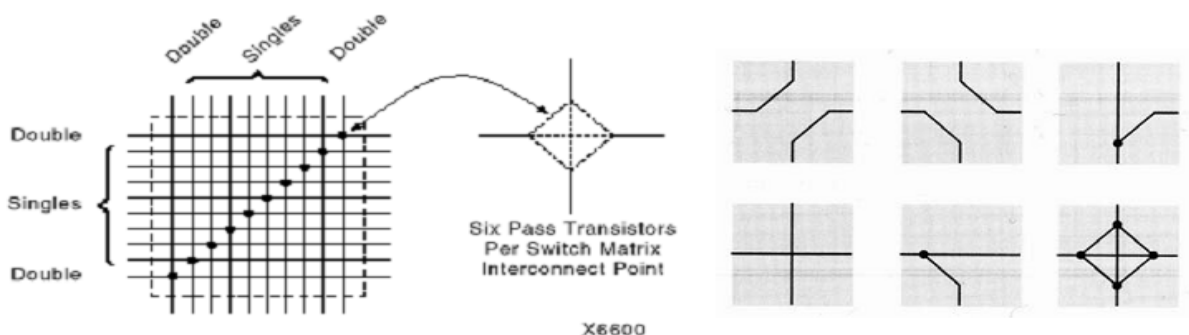 Double
Singles
Double
Double
Singles
Double
Six Pass Transistors
Per Switch Matrix
Interconnect Point
X6600